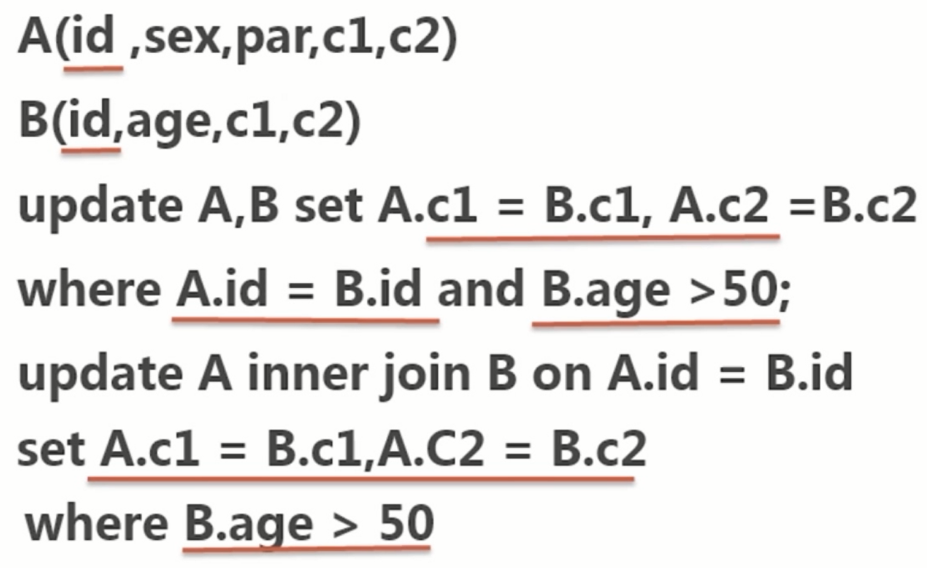 A(id ,sex,par,c1,c2)
B(id,age,c1,c2)
update A,B set A.c1 = B.c1, A.c2 =B.c2
where A.id = B.id and B.age >50;
update A inner join B on A.id = B.id
set A.c1 = B.c1,A.C2 = B.c2
where B.age > 50